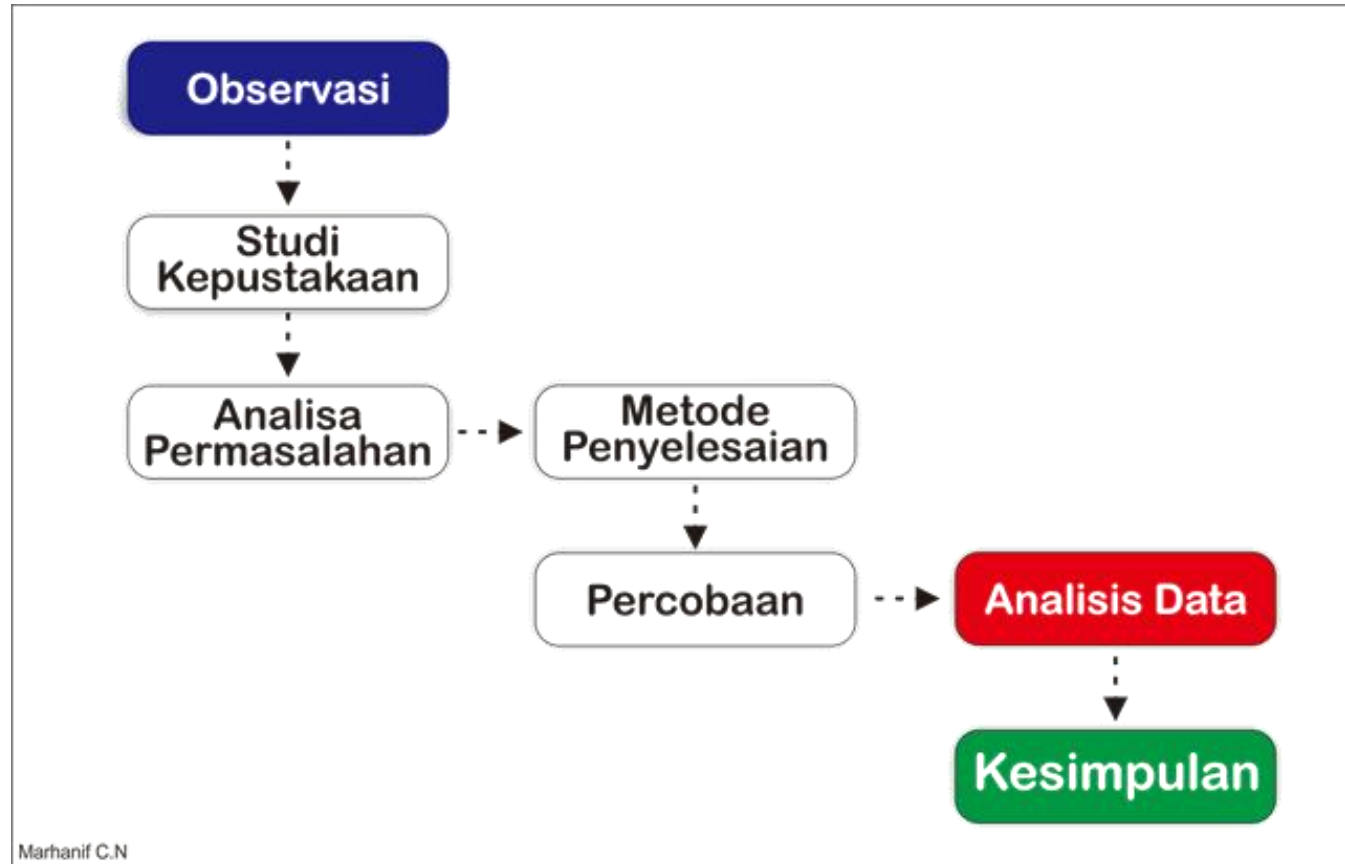 Observasi
Studi
Kepustakaan
Analisa
Permasalahan
Metode
Penyelesaian
Percobaan
Analisis Data
Kesimpulan
Marhanif C.N